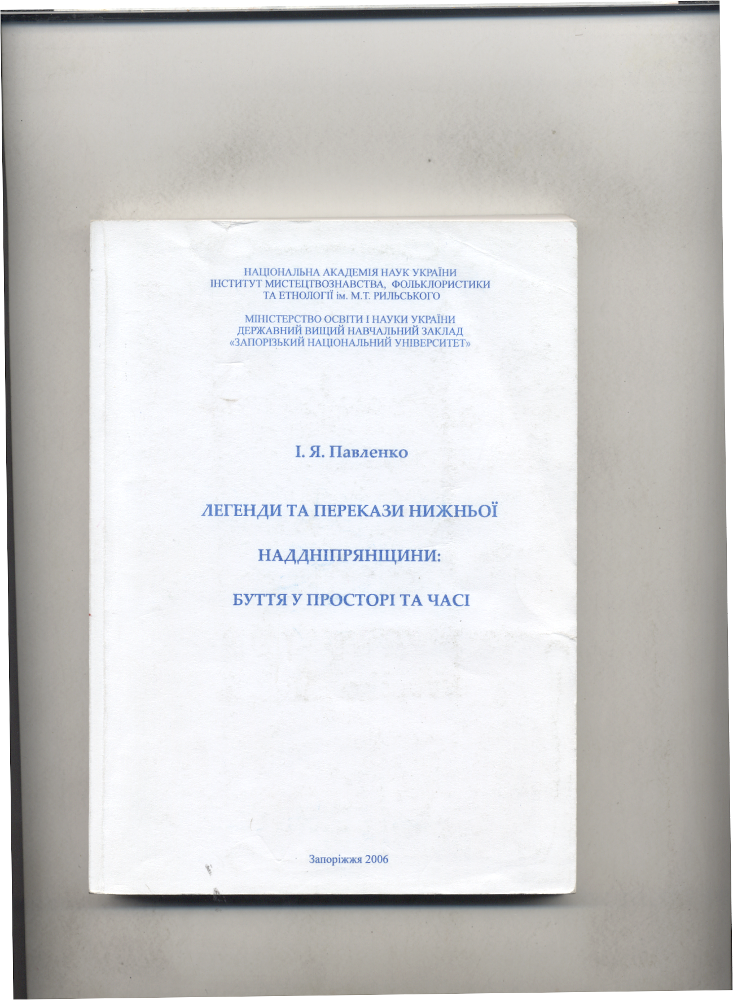 НАЦІОНАЛЬНА АКАДЕМІЯ НАУК УКРАЇНИ
ІНСТИТУТ МИСТЕЦТВОЗНАВСТВА, ФОЛЬКЛОРИСТИКИ
ТА ЕТНОЛОГІЇ ім. М.Т. РИЛЬСЬКОГО
МІНІСТЕРСТВО ОСВІТИ І НАУКИ УКРАЇНИ
ДЕРЖАВНИЙ ВИЩИЙ НАВЧАЛЬНИЙ ЗАКЛАД
«ЗАПОРІЗЬКИЙ НАЦІОНАЛЬНИЙ УНІВЕРСИТЕТ»
І. Я. Павленко
ЛЕГЕНДИ ТА ПЕРЕКАЗИ НИЖНЬОЇ
НАДДНІПРЯНЩИНИ:
БУТТЯ У ПРОСТОРІ ТА ЧАСІ
Запоріжжя 2006